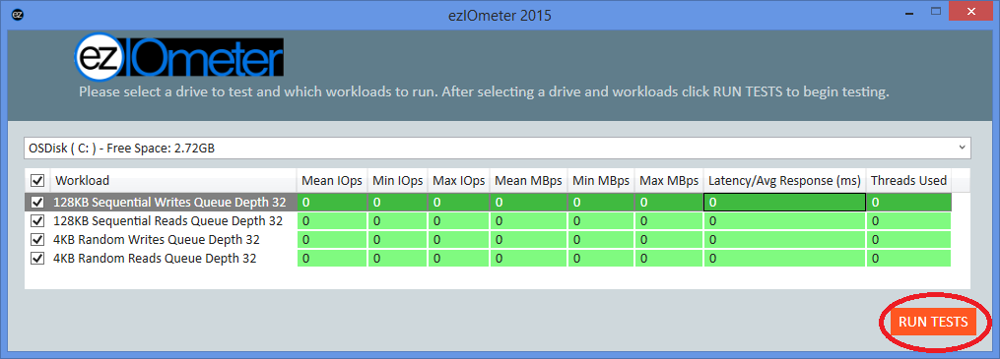 ez
ezIOmeter 2015
ezIOmeter
Please select a drive to test and which workloads to run. After selecting a drive and workloads click RUN TESTS to begin testing.
OSDisk ( C: ) - Free Space: 2.72GB
Workload Mean IOps Min IOps Max IOps Mean MBps Min MBps Max MBps Latency/Avg Response (ms) Threads Used
128KB Sequential Writes Queue Depth 32 0 0 0 0 0 0 0 0
128KB Sequential Reads Queue Depth 32 0 0 0 0 0 0 0 0
4KB Random Writes Queue Depth 32 0 0 0 0 0 0 0 0
4KB Random Reads Queue Depth 32 0 0 0 0 0 0 0 0
RUN TESTS